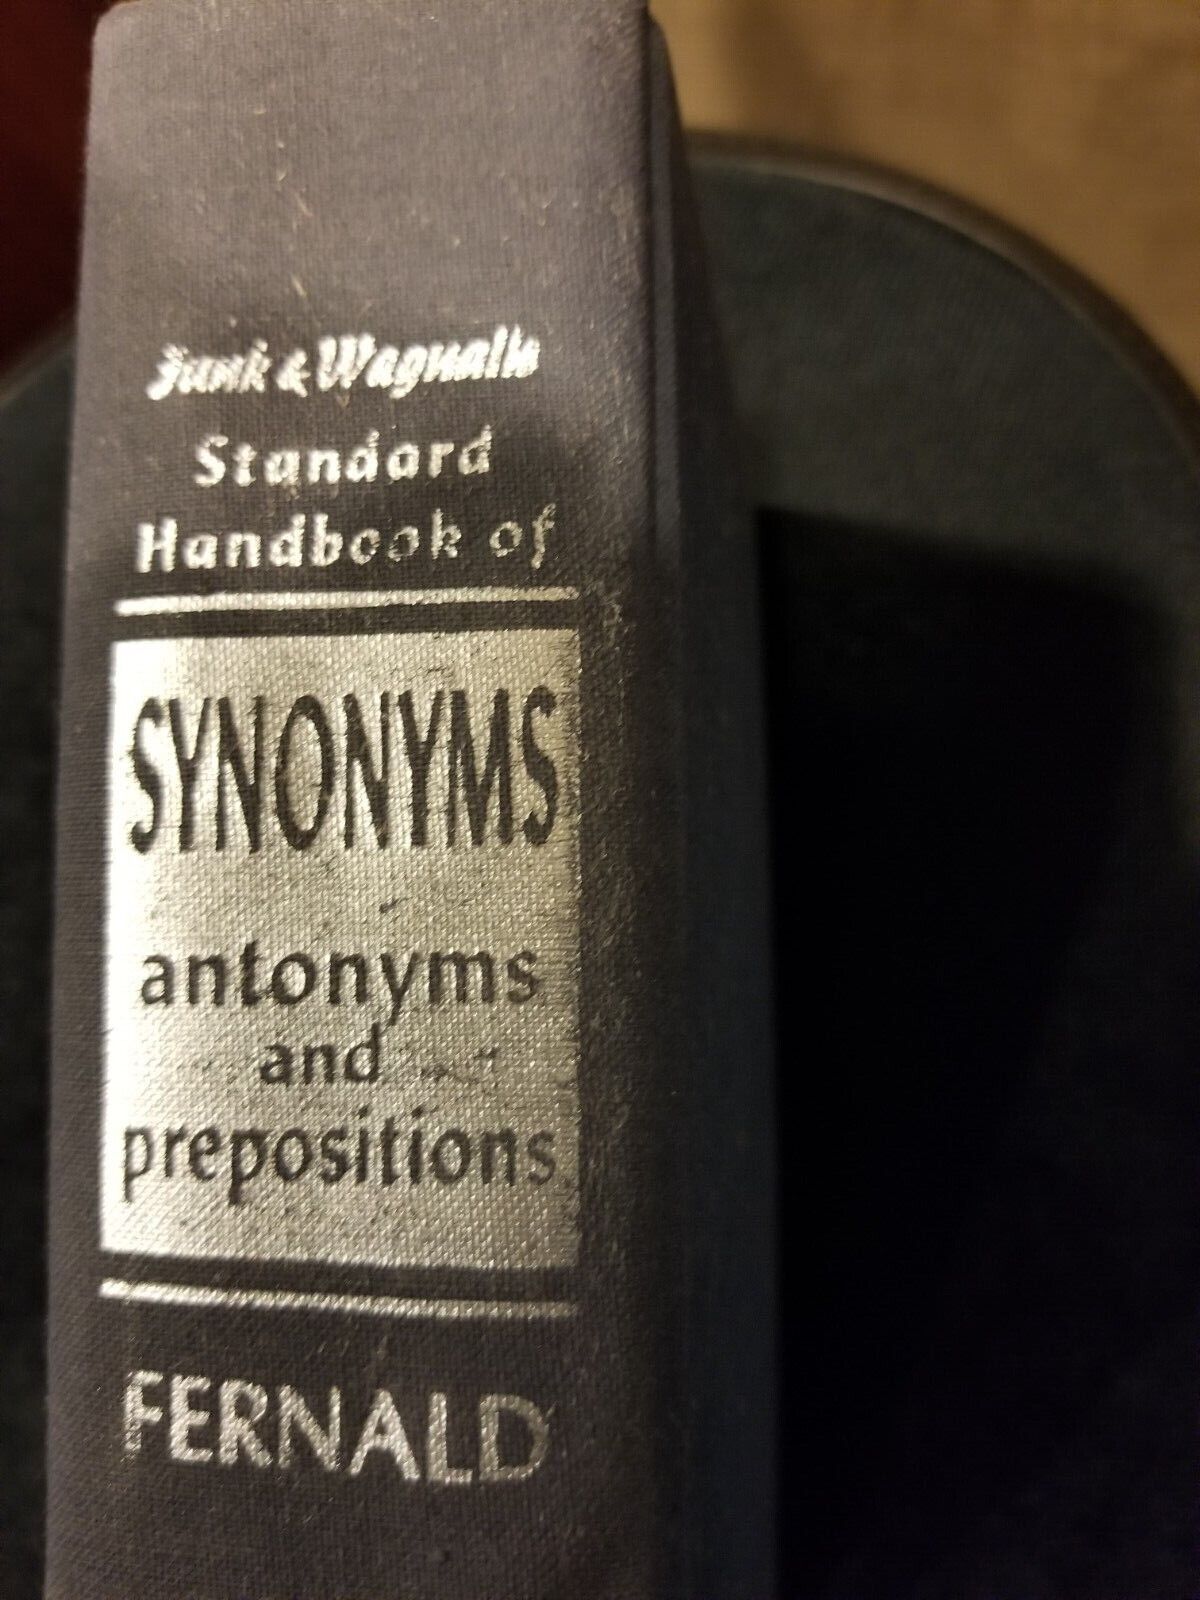 Funk & Wagnalls
Standard
Handbook of
SYNONYMS
antonyms
and
prepositions
FERNALD